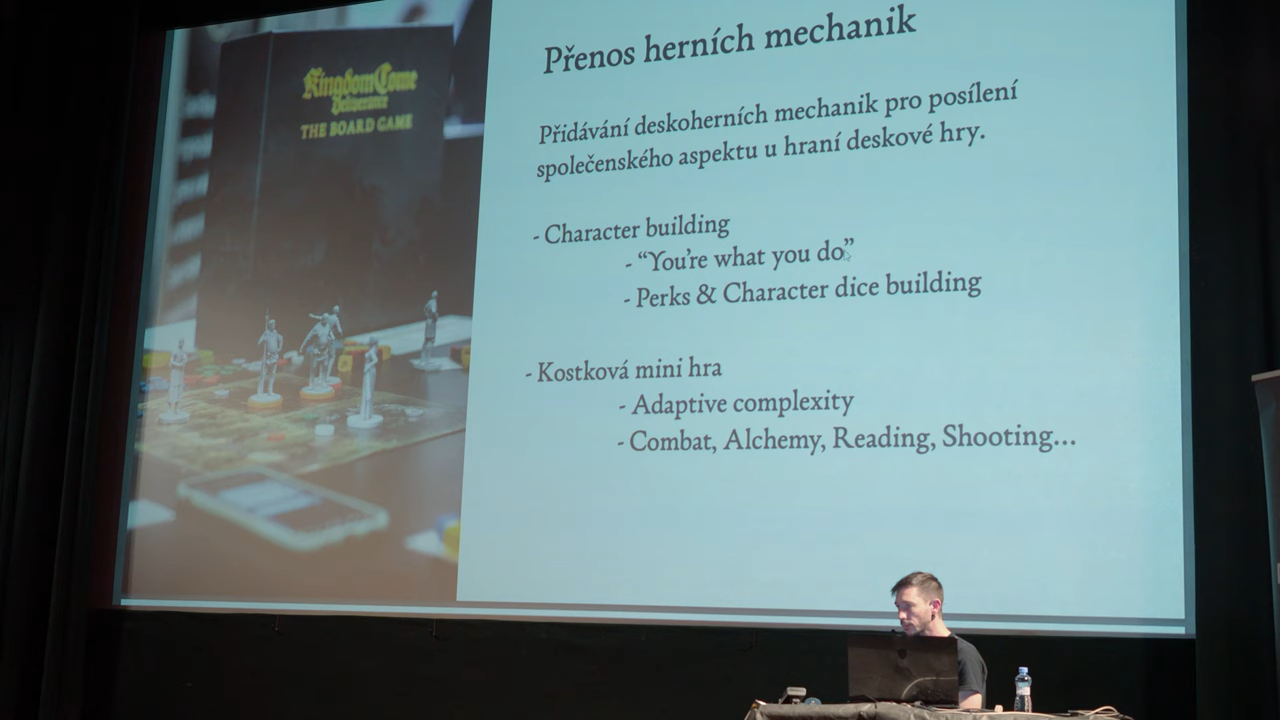 Kingdom Come
Deliverance
THE BOARD GAME
Přenos herních mechanik
Přidávání deskoherních mechanik pro posílení
společenského aspektu u hraní deskové hry.
- Character building
- “You’re what you do”
- Perks & Character dice building
- Kostková mini hra
- Adaptive complexity
- Combat, Alchemy, Reading, Shooting...